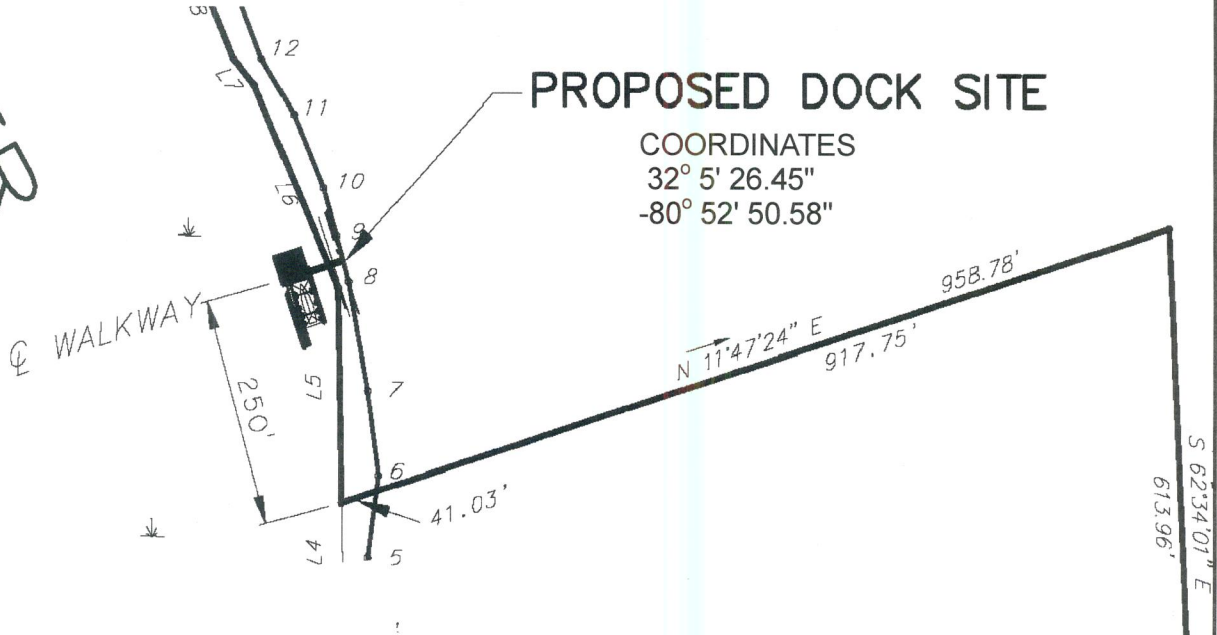 12
PROPOSED DOCK SITE
L7
11
COORDINATES
32° 5' 26.45"
-80° 52' 50.58"
10
L6
9
8
958.78'
N 11°47'24" E
917.75'
℄ WALKWAY
250'
L5
7
6
41.03'
S 62°34'01" E
613.96'
L4
5